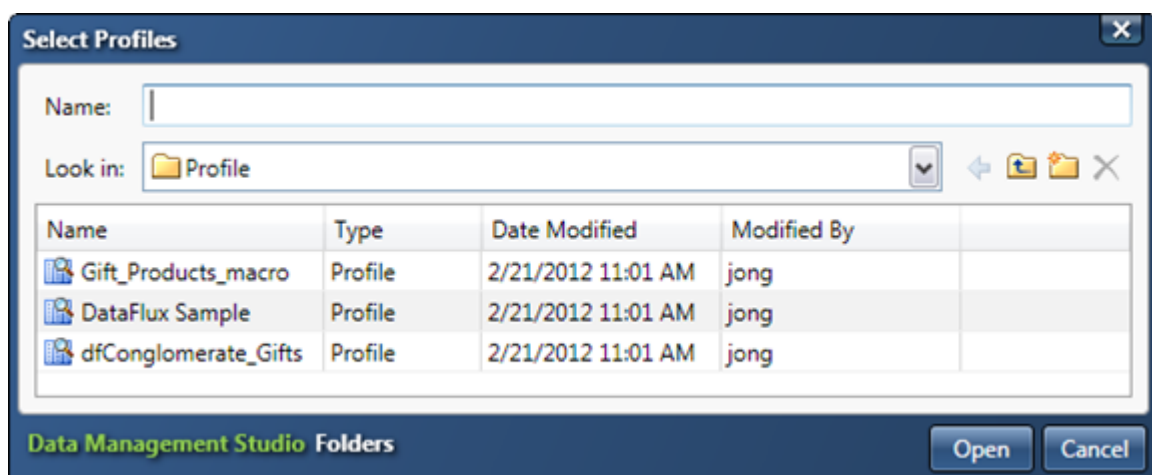 Select Profiles
Name:
Look in: Profile
Name Type Date Modified Modified By
Gift_Products_macro Profile 2/21/2012 11:01 AM jong
DataFlux Sample Profile 2/21/2012 11:01 AM jong
dfConglomerate_Gifts Profile 2/21/2012 11:01 AM jong
Data Management Studio Folders Open Cancel